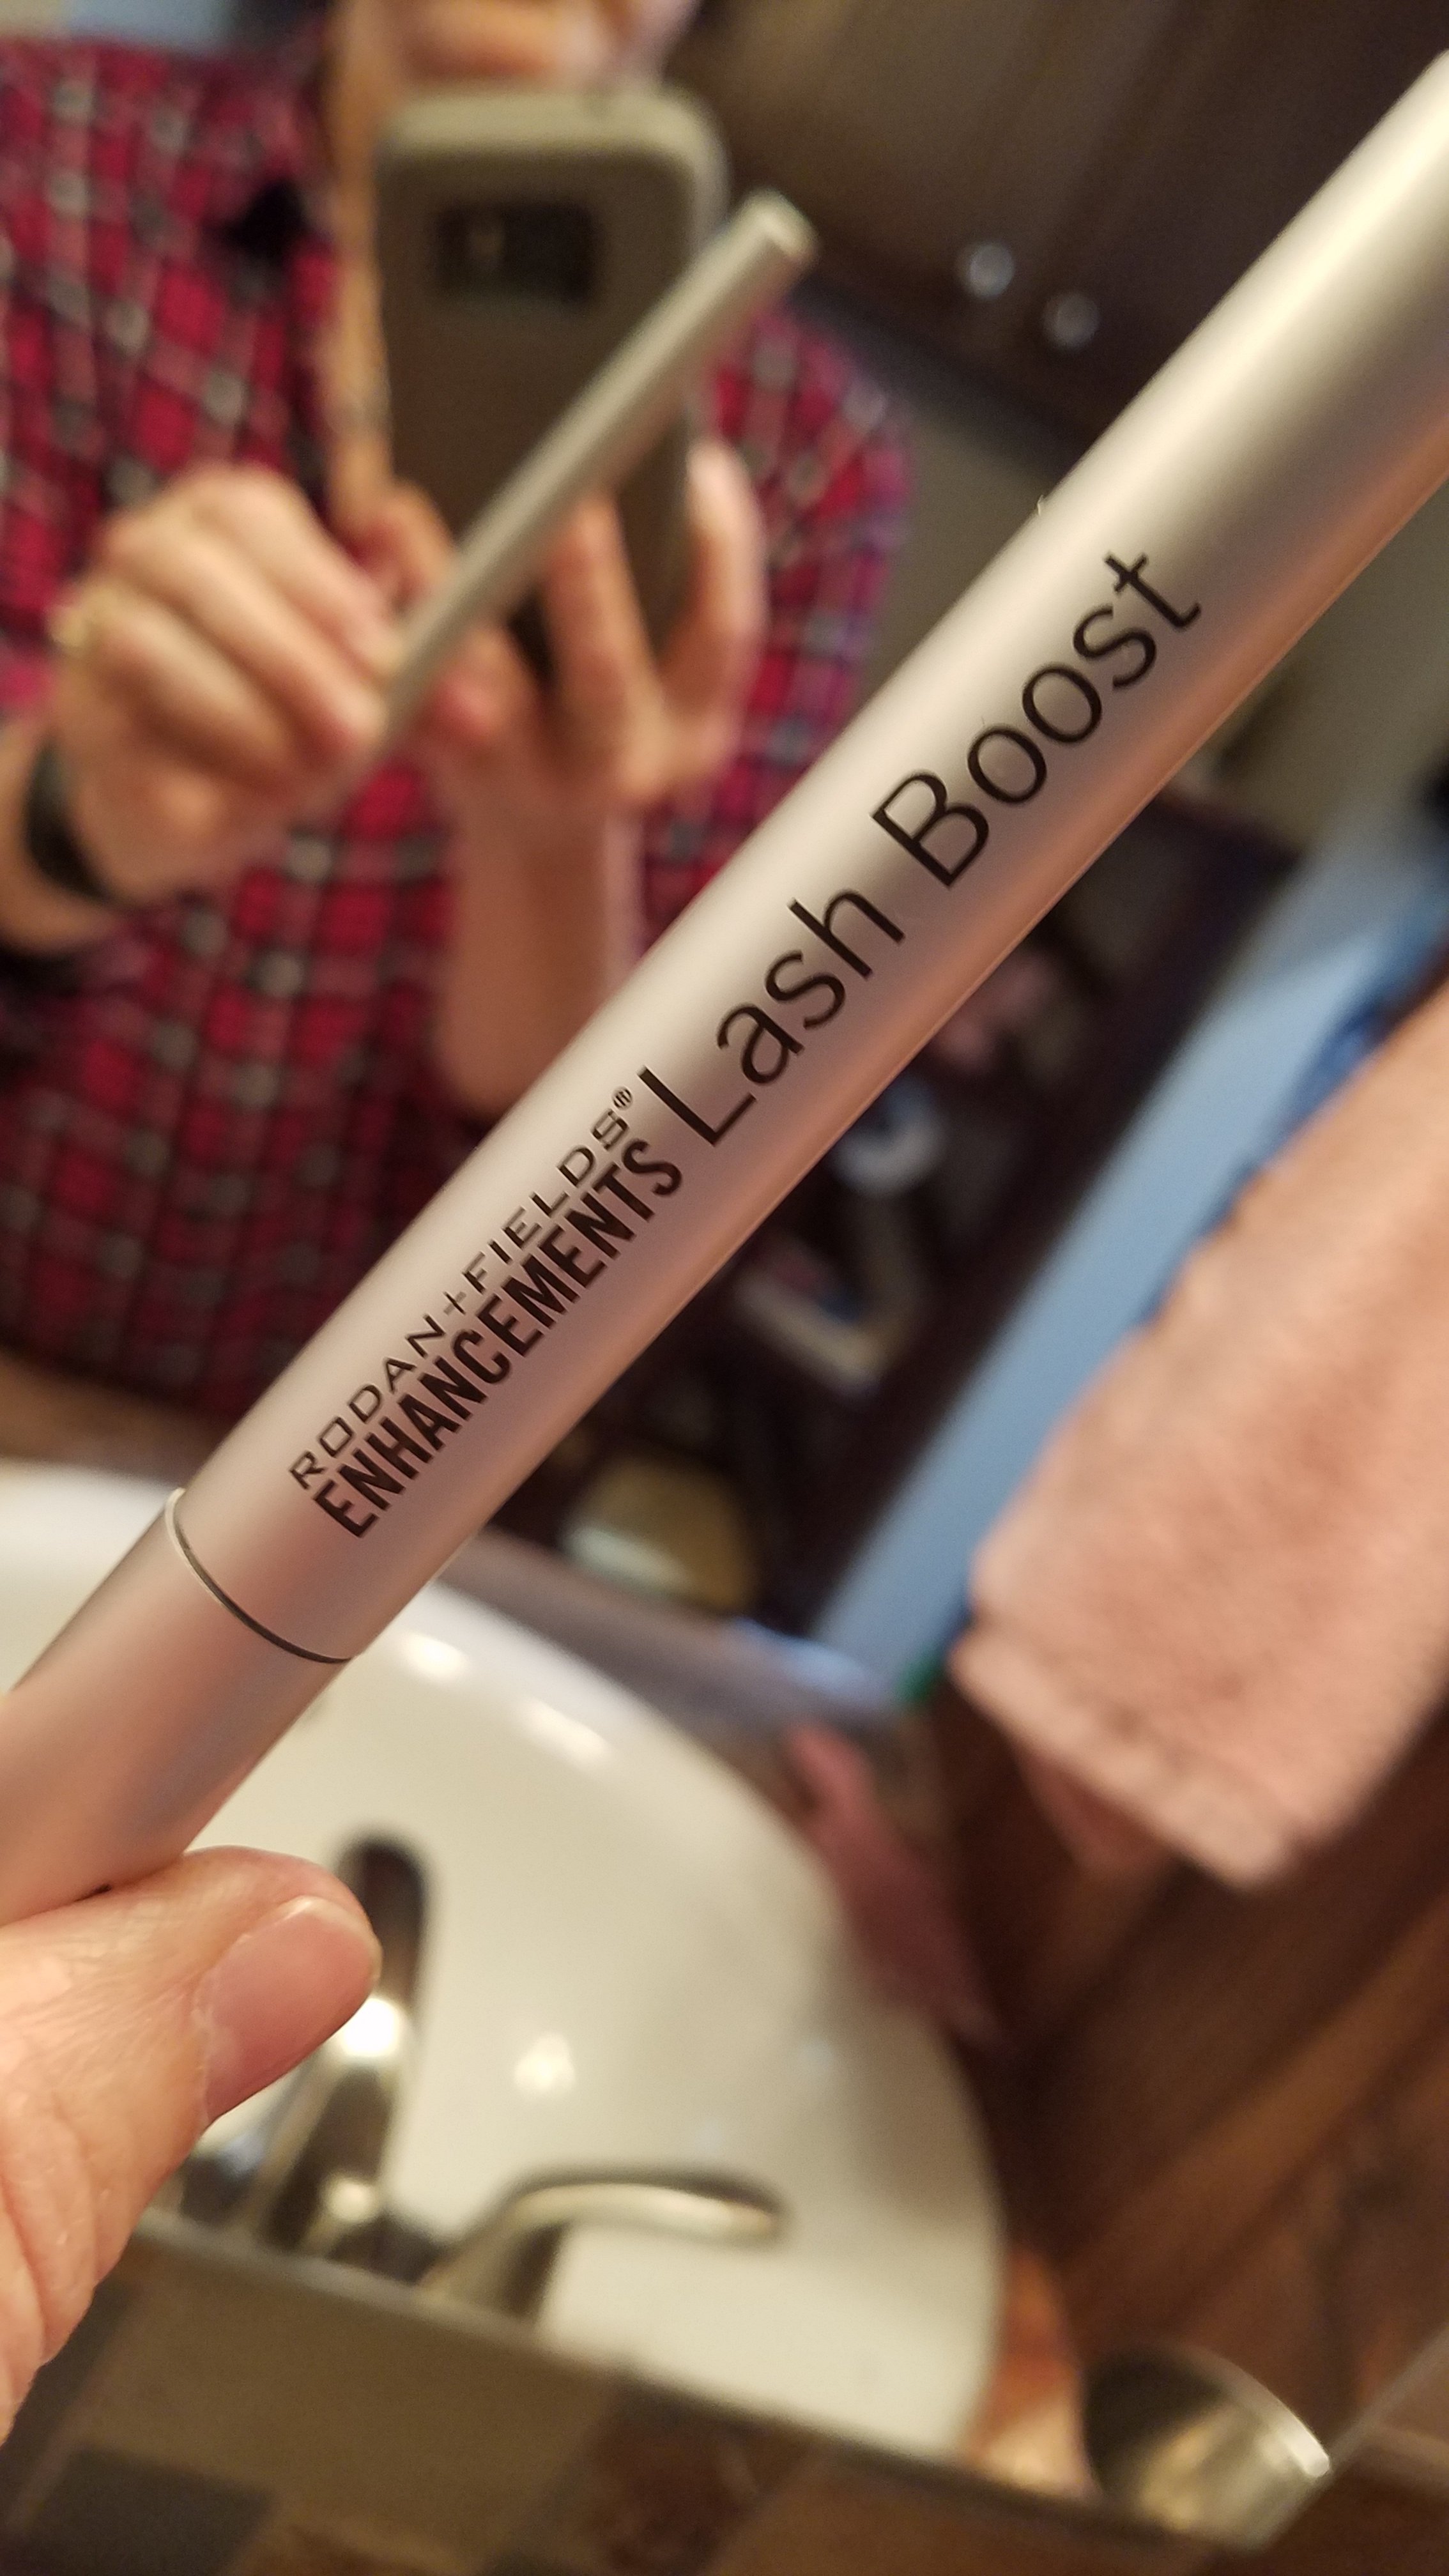 RODAN+FIELDS®
ENHANCEMENTS
Lash Boost